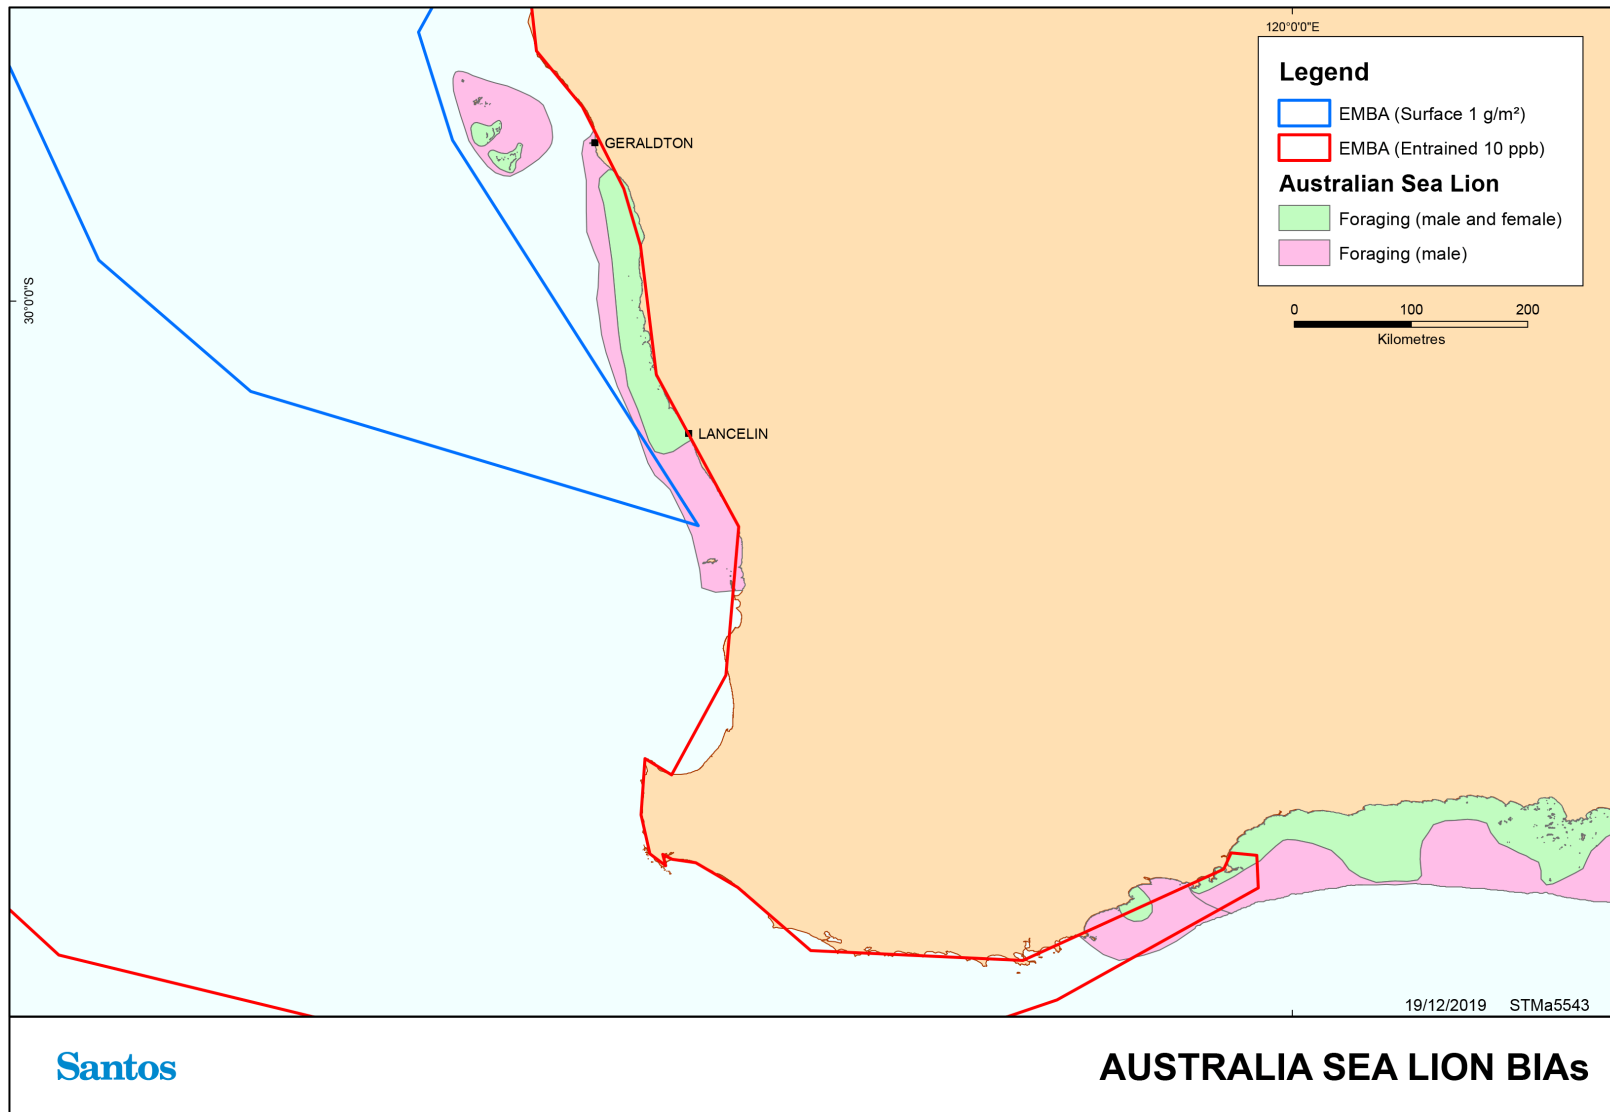 120°0'0"E
Legend
EMBA (Surface 1 g/m²)
EMBA (Entrained 10 ppb)
Australian Sea Lion
Foraging (male and female)
Foraging (male)
0 100 200
Kilometres
GERALDTON
30°0'0"S
LANCELIN
19/12/2019 STMa5543
Santos
AUSTRALIA SEA LION BIAs